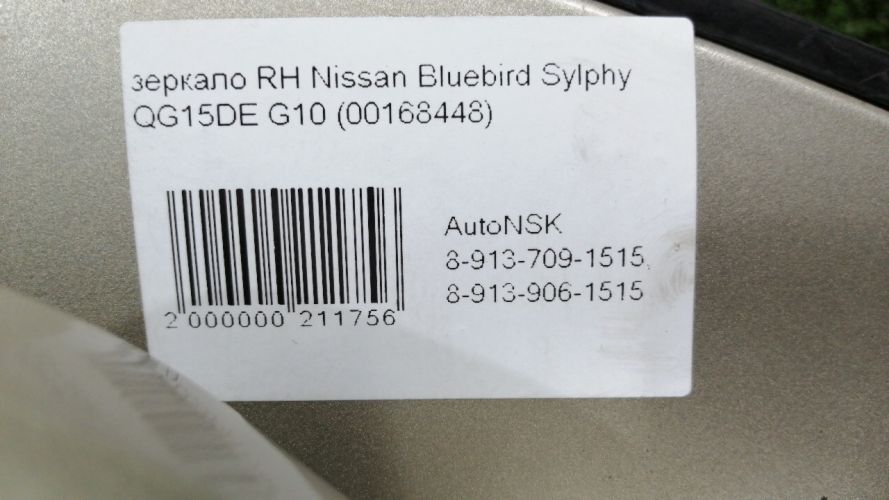 зеркало RH Nissan Bluebird Sylphy
QG15DE G10 (00168448)
AutoNSK
8-913-709-1515
8-913-906-1515
2 000000 211756